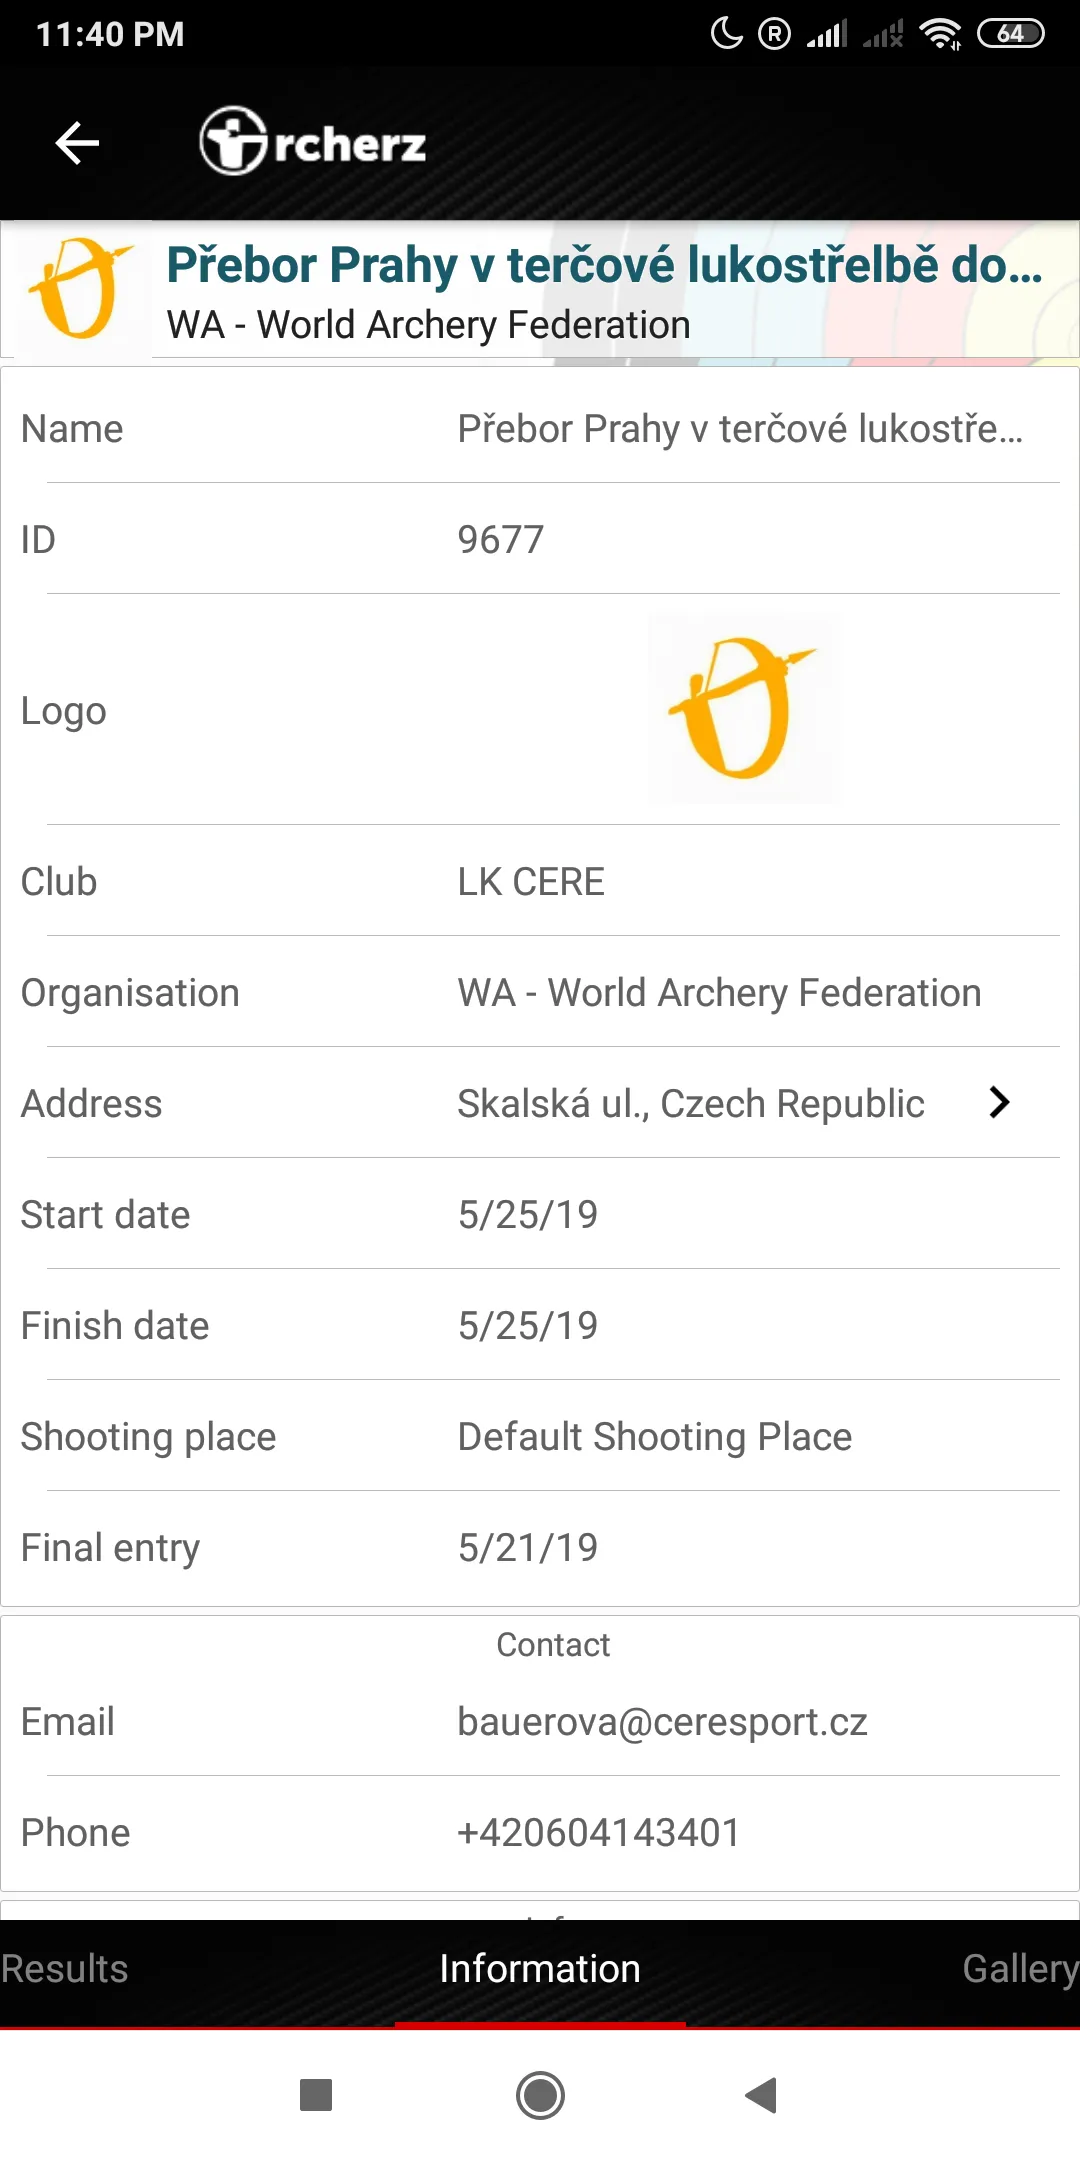 11:40 PM
R
64
rcherz
Přebor Prahy v terčové lukostřelbě do...
WA - World Archery Federation
Name Přebor Prahy v terčové lukostře...
ID 9677
Logo
Club LK CERE
Organisation WA - World Archery Federation
Address Skalská ul., Czech Republic
Start date 5/25/19
Finish date 5/25/19
Shooting place Default Shooting Place
Final entry 5/21/19
Contact
Email bauerova@ceresport.cz
Phone +420604143401
Results Information Gallery